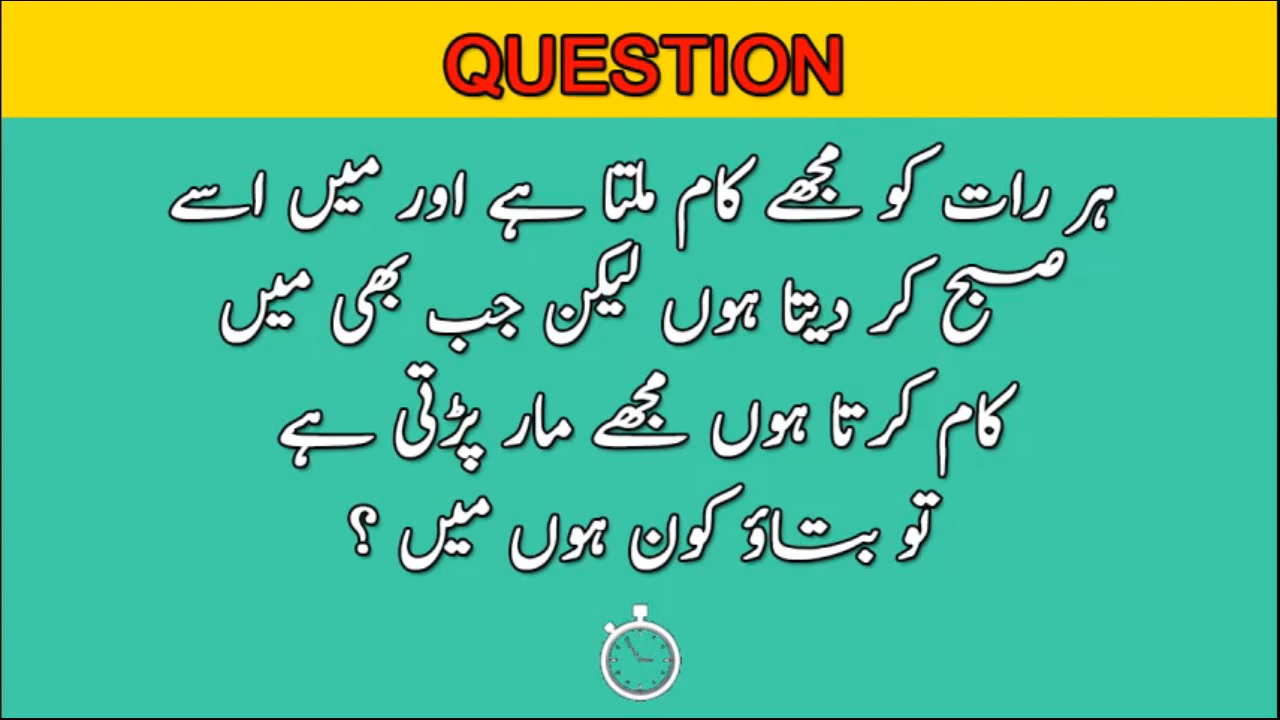 QUESTION
ہر رات کو مجھے کام ملتا ہے اور میں اسے
صبح کر دیتا ہوں لیکن جب بھی میں
کام کرتا ہوں مجھے مار پڑتی ہے
تو بتاؤ کون ہوں میں ؟